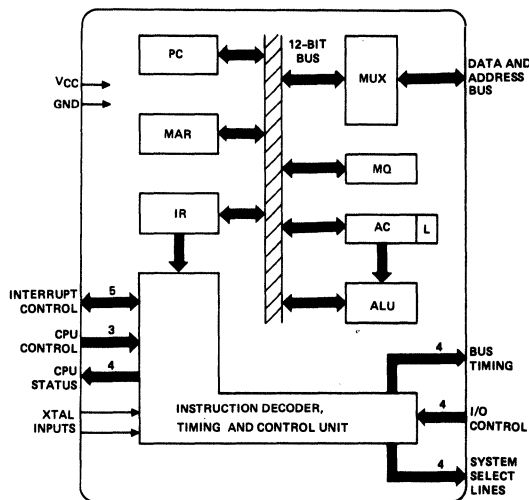 PC
12-BIT
BUS
MUX
DATA AND
ADDRESS
BUS
VCC
GND
MAR
MQ
IR
AC
L
ALU
INTERRUPT
CONTROL
5
CPU
CONTROL
3
CPU
STATUS
4
XTAL
INPUTS
INSTRUCTION DECODER,
TIMING AND CONTROL UNIT
4
BUS
TIMING
4
I/O
CONTROL
4
SYSTEM
SELECT
LINES